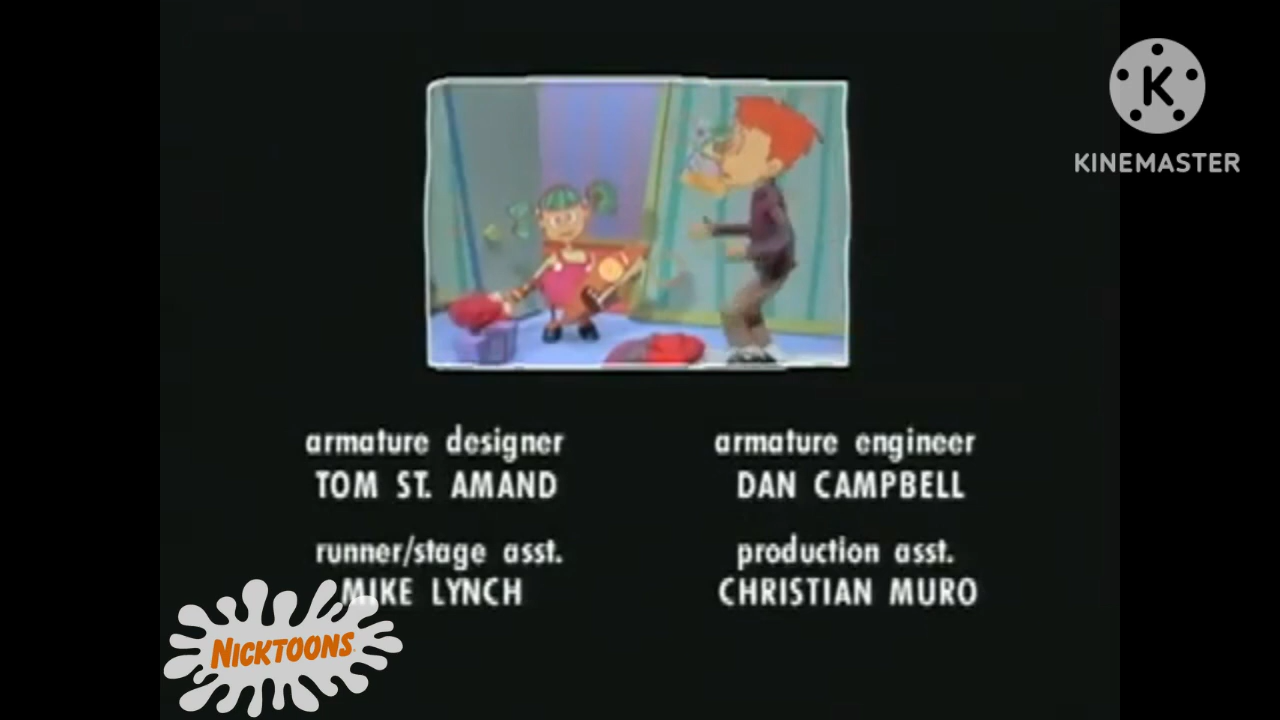 K
KINEMASTER
armature designer
TOM ST. AMAND
armature engineer
DAN CAMPBELL
runner/stage asst.
MIKE LYNCH
production asst.
CHRISTIAN MURO
NICKTOONS